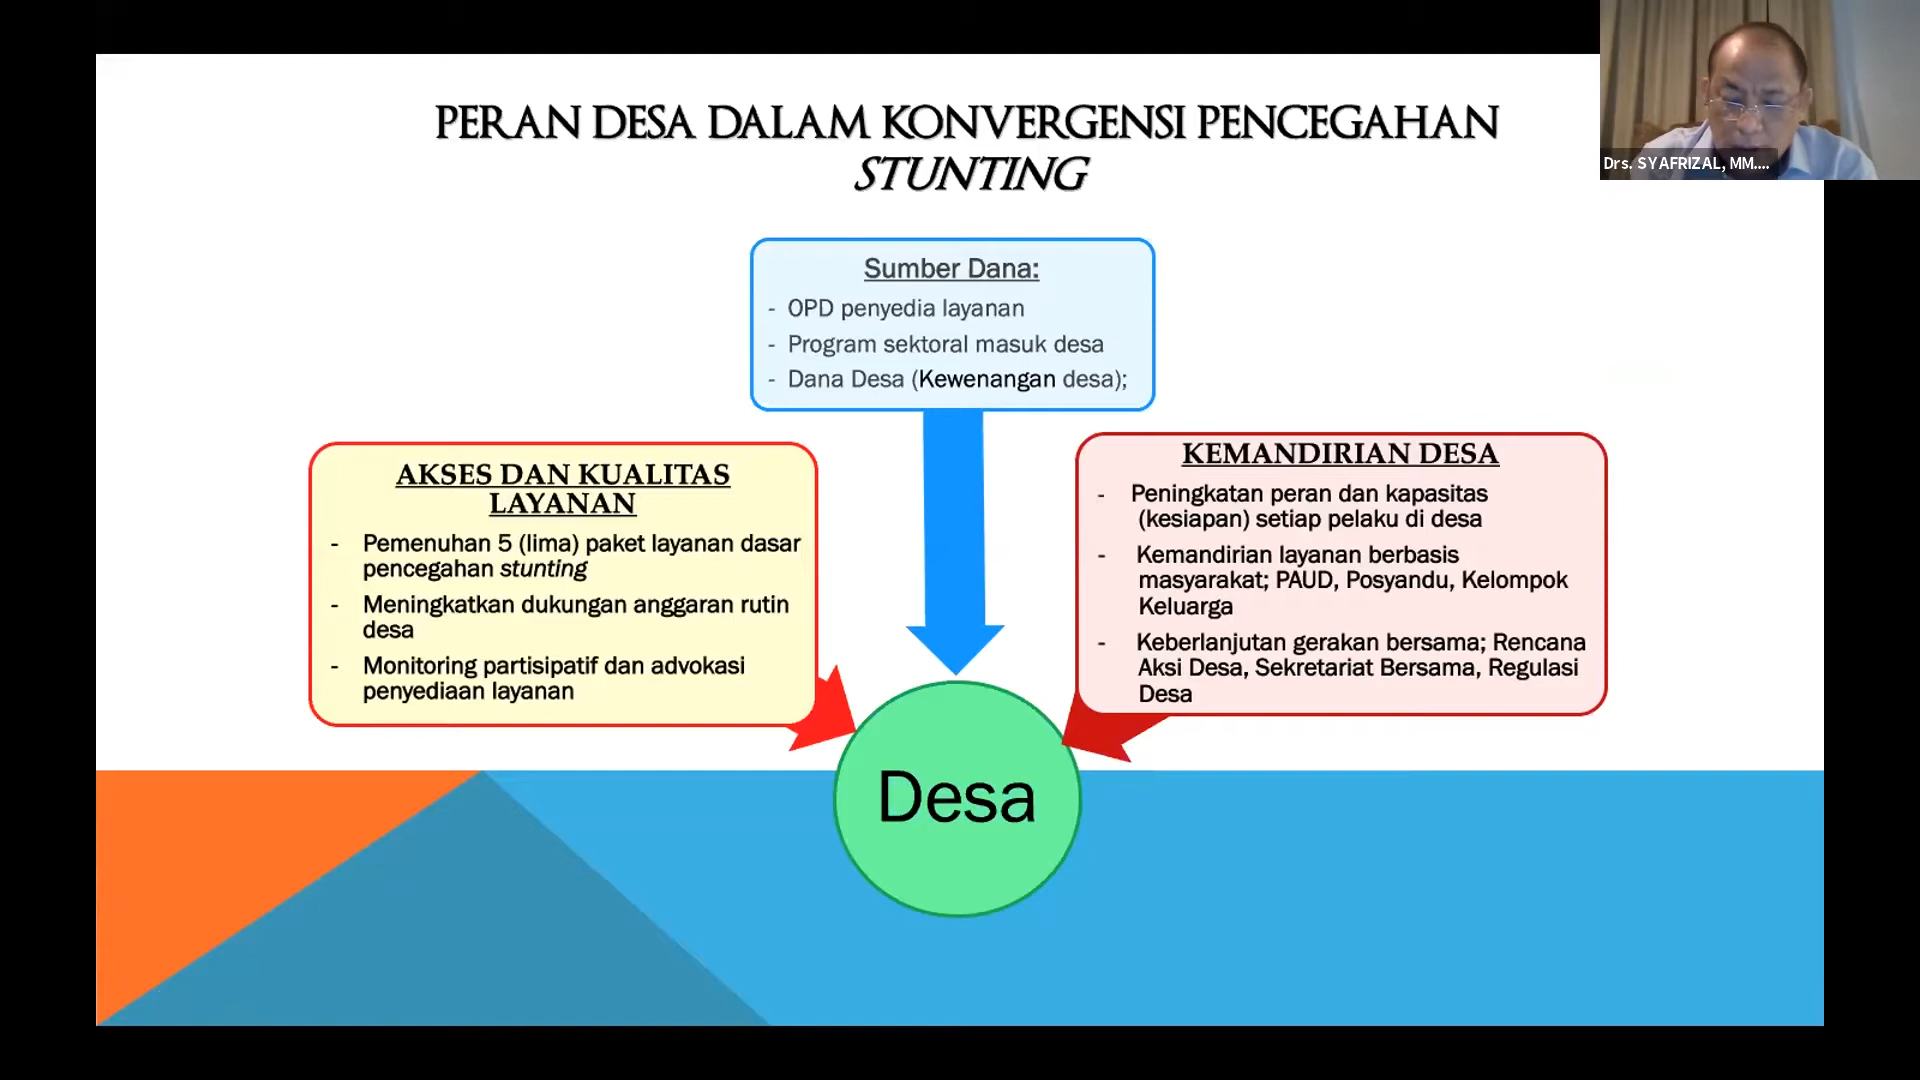 PERAN DESA DALAM KONVERGENSI PENCEGAHAN
STUNTING
Drs. SYAFRIZAL, MM....
Sumber Dana:
- OPD penyedia layanan
- Program sektoral masuk desa
- Dana Desa (Kewenangan desa);
AKSES DAN KUALITAS
LAYANAN
- Pemenuhan 5 (lima) paket layanan dasar
pencegahan stunting
- Meningkatkan dukungan anggaran rutin
desa
- Monitoring partisipatif dan advokasi
penyediaan layanan
KEMANDIRIAN DESA
- Peningkatan peran dan kapasitas
(kesiapan) setiap pelaku di desa
- Kemandirian layanan berbasis
masyarakat; PAUD, Posyandu, Kelompok
Keluarga
- Keberlanjutan gerakan bersama; Rencana
Aksi Desa, Sekretariat Bersama, Regulasi
Desa
Desa